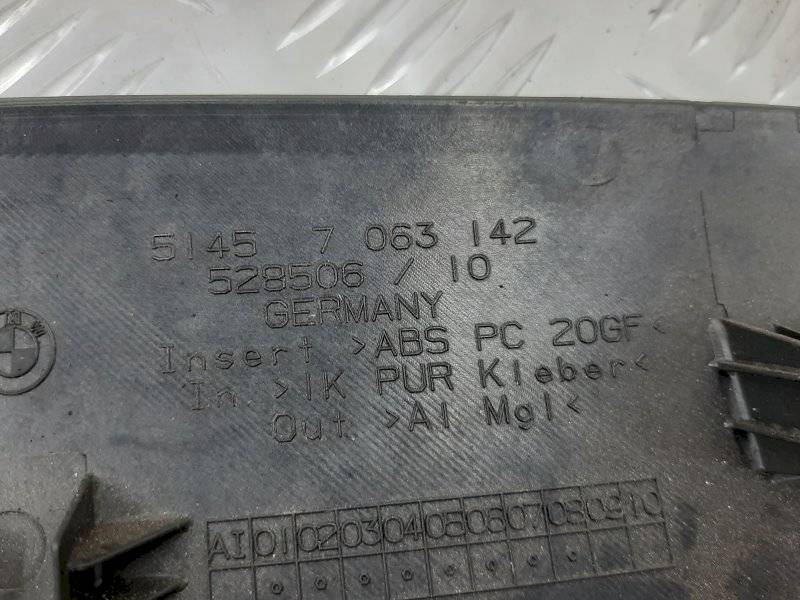 5145 7 063 142
528506 / 10
GERMANY
Insert >ABS PC 20GF<
In >1K PUR Kleber<
Out >Al Mg1<
AI 01 02 03 04 05 06 07 08 09 10